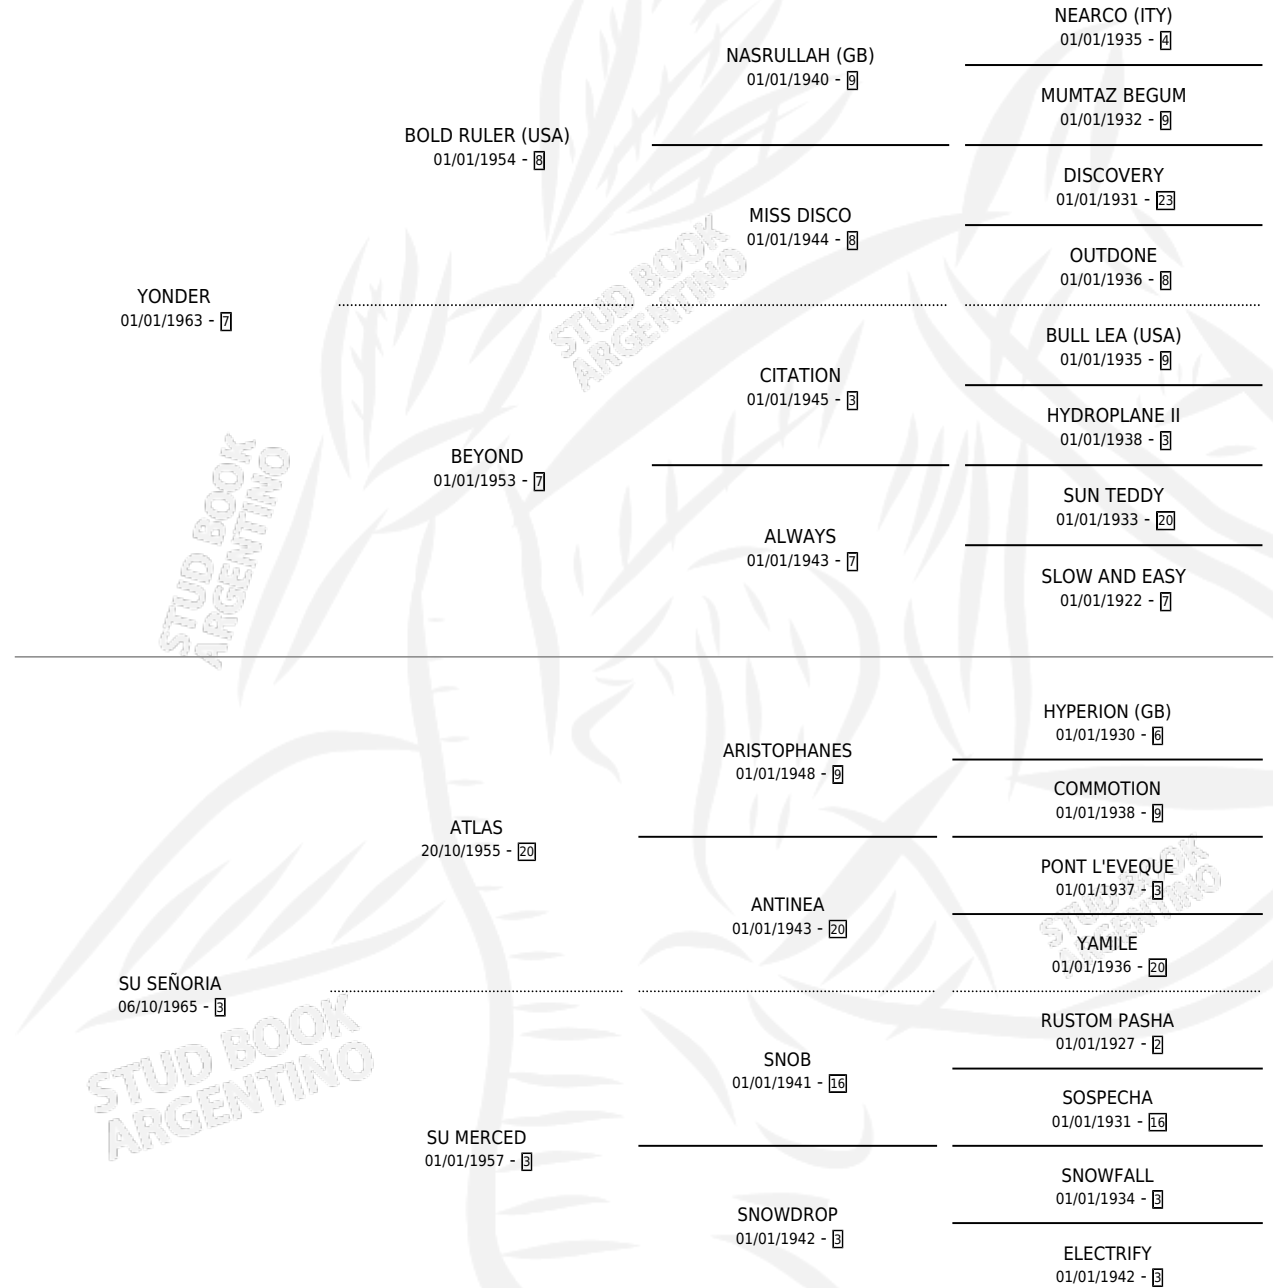 NEARCO (ITY)
01/01/1935 - 4
NASRULLAH (GB)
01/01/1940 - 9
MUMTAZ BEGUM
01/01/1932 - 9
BOLD RULER (USA)
01/01/1954 - 8
DISCOVERY
01/01/1931 - 23
MISS DISCO
01/01/1944 - 8
OUTDONE
01/01/1936 - 8
YONDER
01/01/1963 - 7
STUD BOOK
ARGENTINO
BULL LEA (USA)
01/01/1935 - 9
CITATION
01/01/1945 - 3
HYDROPLANE II
01/01/1938 - 3
BEYOND
01/01/1953 - 7
SUN TEDDY
01/01/1933 - 20
ALWAYS
01/01/1943 - 7
SLOW AND EASY
01/01/1922 - 7
STUD BOOK
ARGENTINO
HYPERION (GB)
01/01/1930 - 6
ARISTOPHANES
01/01/1948 - 9
COMMOTION
01/01/1938 - 9
ATLAS
20/10/1955 - 20
PONT L'EVEQUE
01/01/1937 - 3
ANTINEA
01/01/1943 - 20
YAMILE
01/01/1936 - 20
STUD BOOK
ARGENTINO
SU SEÑORIA
06/10/1965 - 3
RUSTOM PASHA
01/01/1927 - 2
SNOB
01/01/1941 - 16
SOSPECHA
01/01/1931 - 16
STUD BOOK
ARGENTINO
SU MERCED
01/01/1957 - 3
SNOWFALL
01/01/1934 - 3
SNOWDROP
01/01/1942 - 3
ELECTRIFY
01/01/1942 - 3